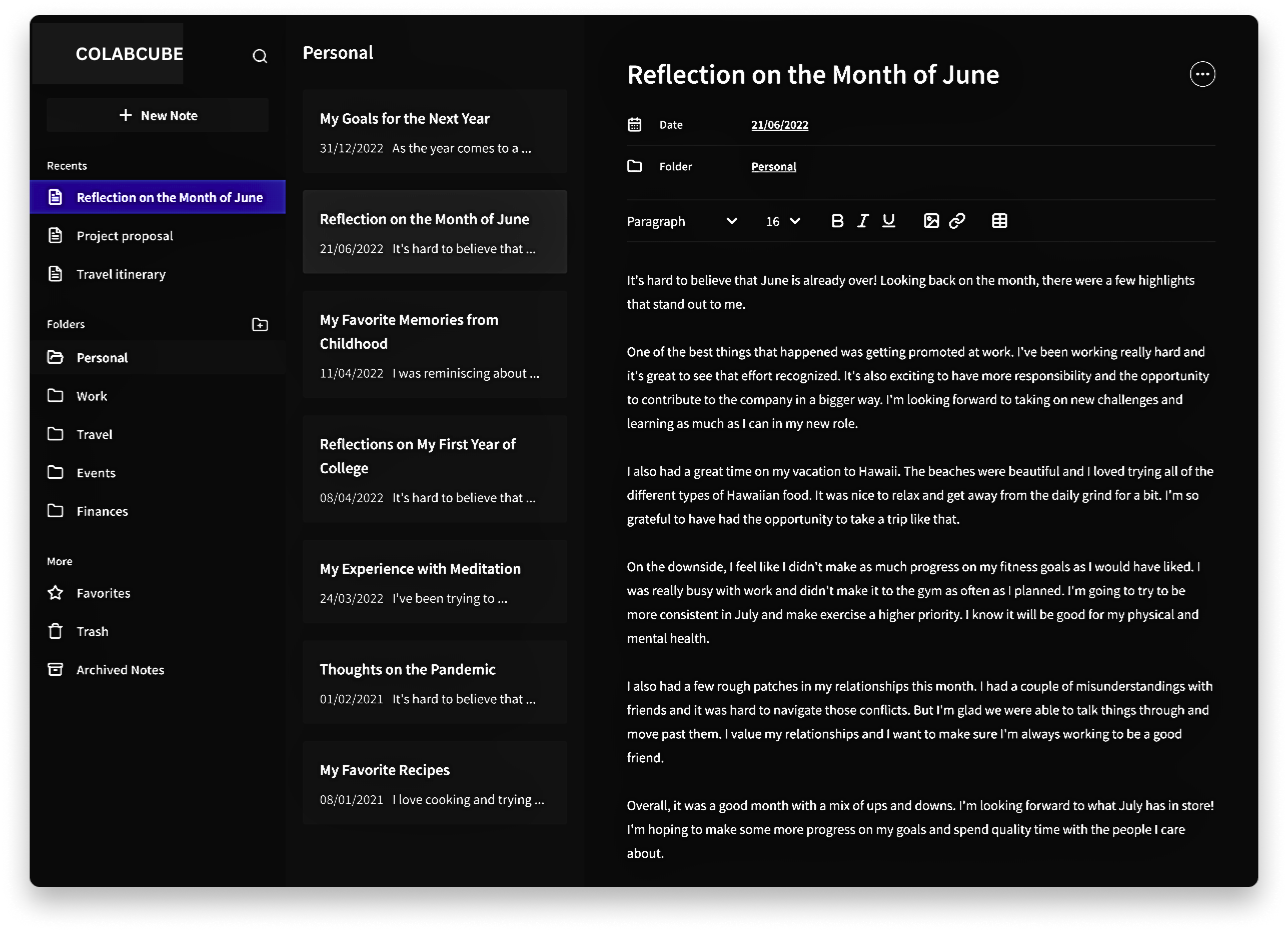 COLABCUBE
New Note
Recents
Reflection on the Month of June
Project proposal
Travel itinerary
Folders
Personal
Work
Travel
Events
Finances
More
Favorites
Trash
Archived Notes
Personal
My Goals for the Next Year
31/12/2022 As the year comes to a ...
Reflection on the Month of June
21/06/2022 It's hard to believe that ...
My Favorite Memories from
Childhood
11/04/2022 I was reminiscing about ...
Reflections on My First Year of
College
08/04/2022 It's hard to believe that ...
My Experience with Meditation
24/03/2022 I've been trying to ...
Thoughts on the Pandemic
01/02/2021 It's hard to believe that ...
My Favorite Recipes
08/01/2021 I love cooking and trying ...
Reflection on the Month of June
Date 21/06/2022
Folder Personal
Paragraph 16 B I U
It's hard to believe that June is already over! Looking back on the month, there were a few highlights
that stand out to me.
One of the best things that happened was getting promoted at work. I've been working really hard and
it's great to see that effort recognized. It's also exciting to have more responsibility and the opportunity
to contribute to the company in a bigger way. I'm looking forward to taking on new challenges and
learning as much as I can in my new role.
I also had a great time on my vacation to Hawaii. The beaches were beautiful and I loved trying all of the
different types of Hawaiian food. It was nice to relax and get away from the daily grind for a bit. I'm so
grateful to have had the opportunity to take a trip like that.
On the downside, I feel like I didn't make as much progress on my fitness goals as I would have liked. I
was really busy with work and didn't make it to the gym as often as I planned. I'm going to try to be
more consistent in July and make exercise a higher priority. I know it will be good for my physical and
mental health.
I also had a few rough patches in my relationships this month. I had a couple of misunderstandings with
friends and it was hard to navigate those conflicts. But I'm glad we were able to talk things through and
move past them. I value my relationships and I want to make sure I'm always working to be a good
friend.
Overall, it was a good month with a mix of ups and downs. I'm looking forward to what July has in store!
I'm hoping to make some more progress on my goals and spend quality time with the people I care
about.